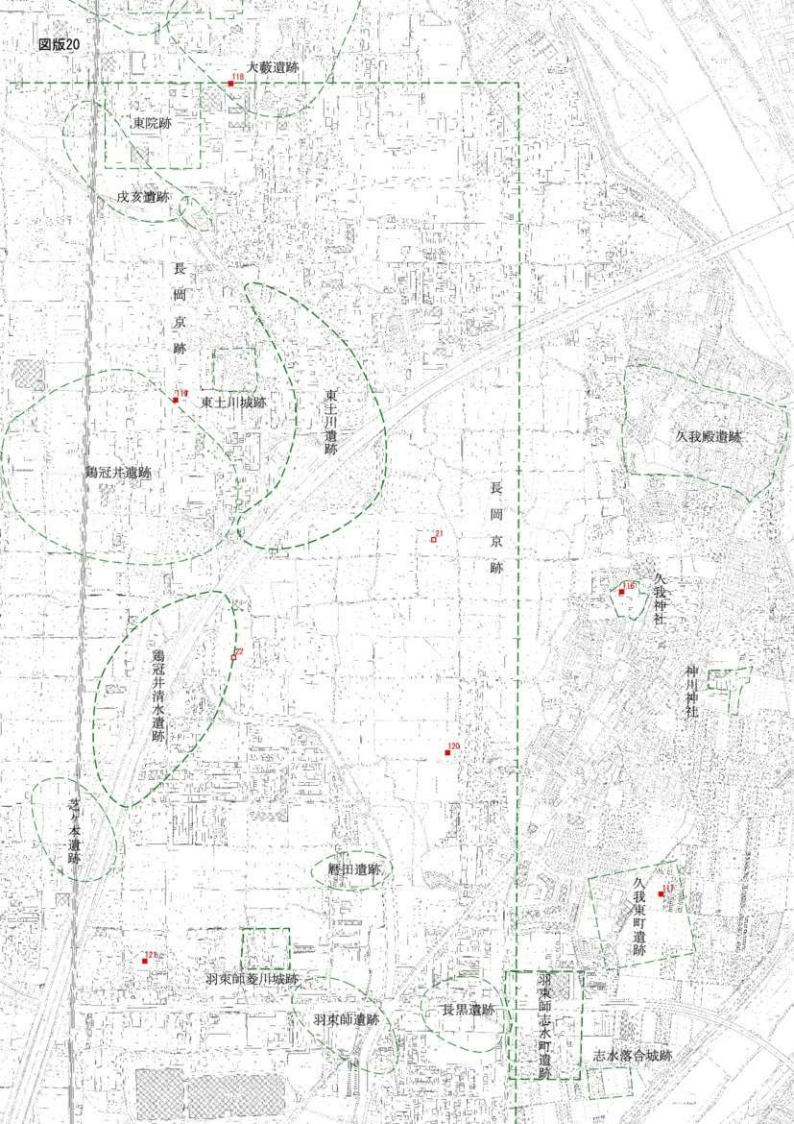 図版20
118
大藪遺跡
東院跡
戌亥遺跡
長岡京跡
東土川城跡
東土川遺跡
119
鶏冠井遺跡
久我殿遺跡
長岡京跡
21
116
久我神社
神川神社
22
鶏冠井清水遺跡
120
芝ヶ本遺跡
暦田遺跡
117
久我東町遺跡
121
羽束師菱川城跡
羽束師遺跡
長黒遺跡
羽束師志水町遺跡
志水落合城跡